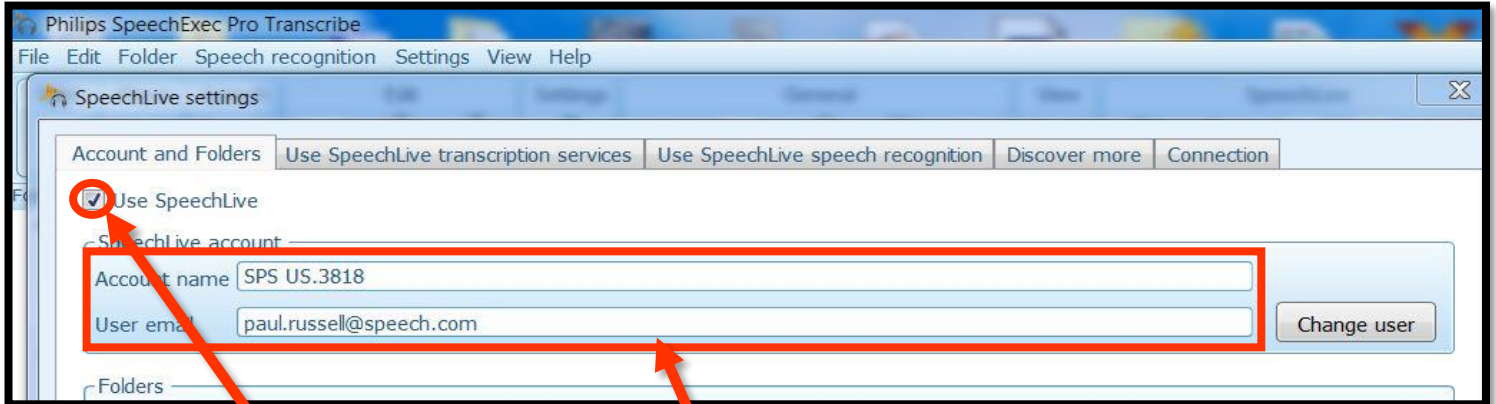 Philips SpeechExec Pro Transcribe
File Edit Folder Speech recognition Settings View Help
SpeechLive settings
Account and Folders Use SpeechLive transcription services Use SpeechLive speech recognition Discover more Connection
Use SpeechLive
SpeechLive account
Account name SPS US.3818
User email paul.russell@speech.com Change user
Folders